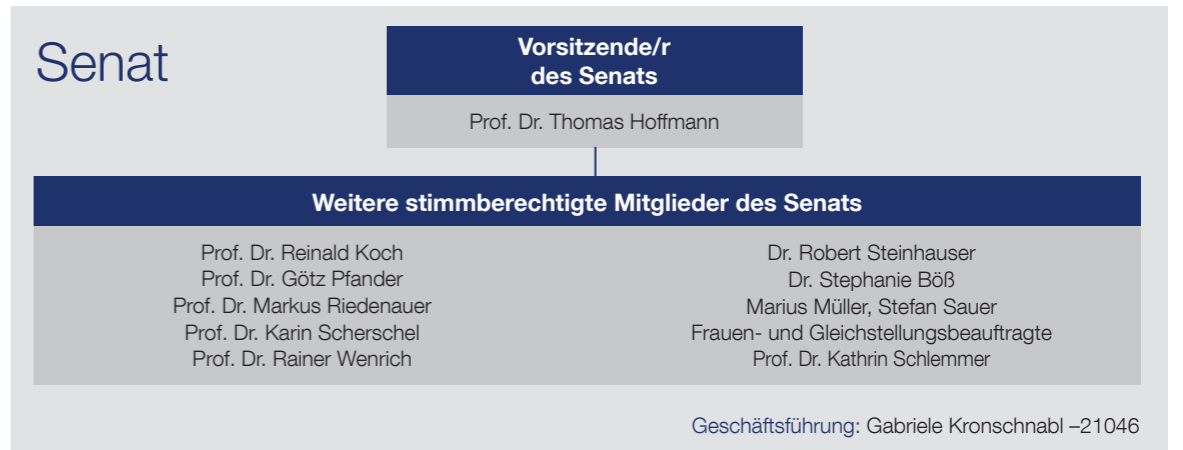 Senat
Vorsitzende/r
des Senats
Prof. Dr. Thomas Hoffmann
Weitere stimmberechtigte Mitglieder des Senats
Prof. Dr. Reinald Koch
Prof. Dr. Götz Pfander
Prof. Dr. Markus Riedenauer
Prof. Dr. Karin Scherschel
Prof. Dr. Rainer Wenrich
Dr. Robert Steinhauser
Dr. Stephanie Böß
Marius Müller, Stefan Sauer
Frauen- und Gleichstellungsbeauftragte
Prof. Dr. Kathrin Schlemmer
Geschäftsführung: Gabriele Kronschnabl –21046